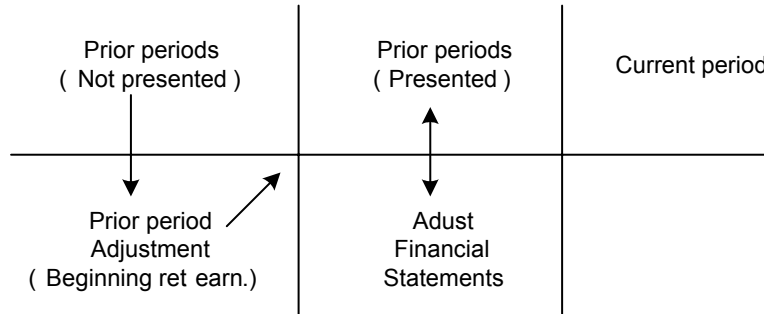 Prior periods
( Not presented )
Prior periods
( Presented )
Current period
Prior period
Adjustment
( Beginning ret earn.)
Adust
Financial
Statements